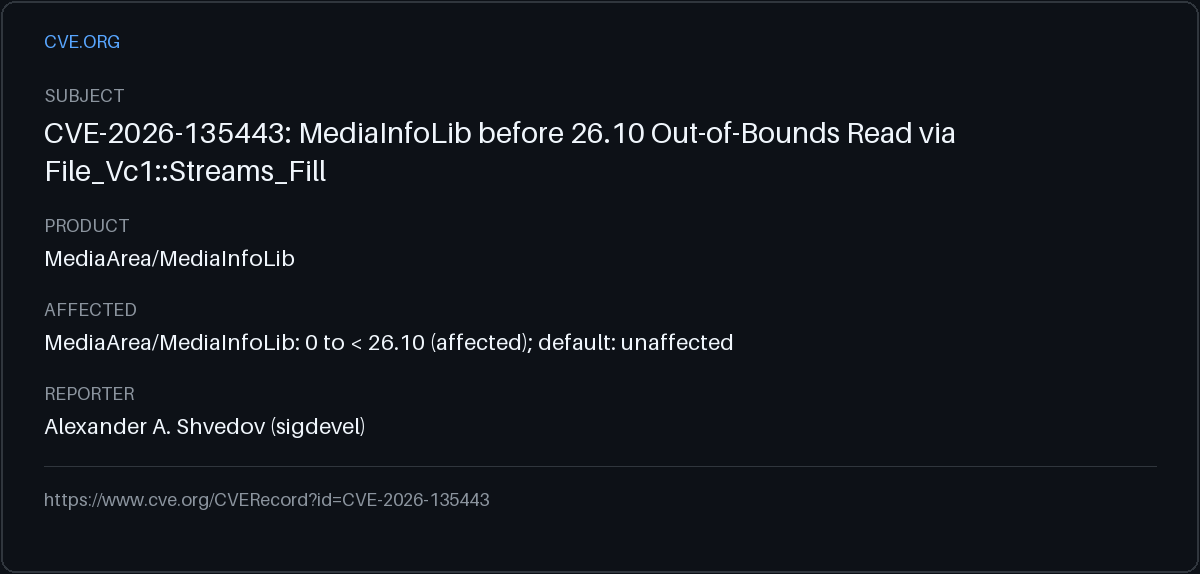 CVE.ORG
SUBJECT
CVE-2026-135443: MediaInfoLib before 26.10 Out-of-Bounds Read via
File_Vc1::Streams_Fill
PRODUCT
MediaArea/MediaInfoLib
AFFECTED
MediaArea/MediaInfoLib: 0 to < 26.10 (affected); default: unaffected
REPORTER
Alexander A. Shvedov (sigdevel)
https://www.cve.org/CVERecord?id=CVE-2026-135443